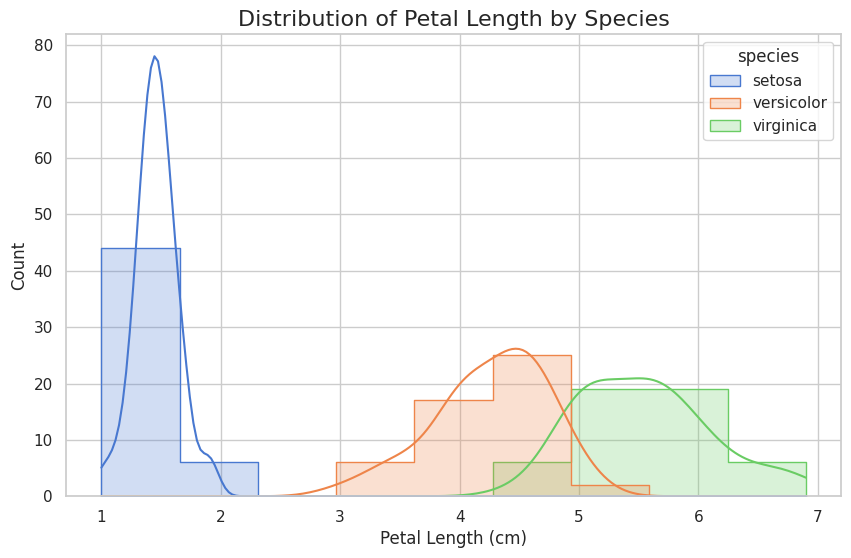 Distribution of Petal Length by Species
80
70
60
50
40
30
20
10
0
Count
species
setosa
versicolor
virginica
1 2 3 4 5 6 7
Petal Length (cm)